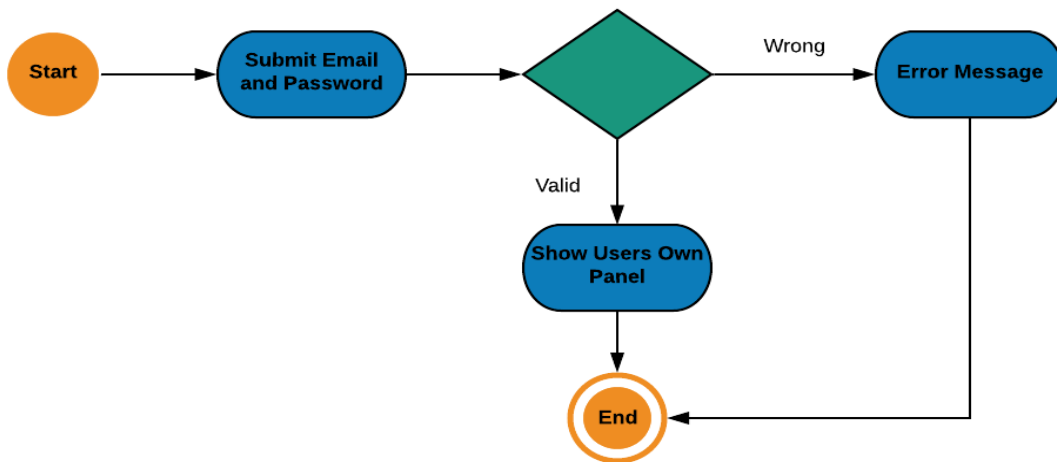 Start
Submit Email
and Password
Wrong
Error Message
Valid
Show Users Own
Panel
End